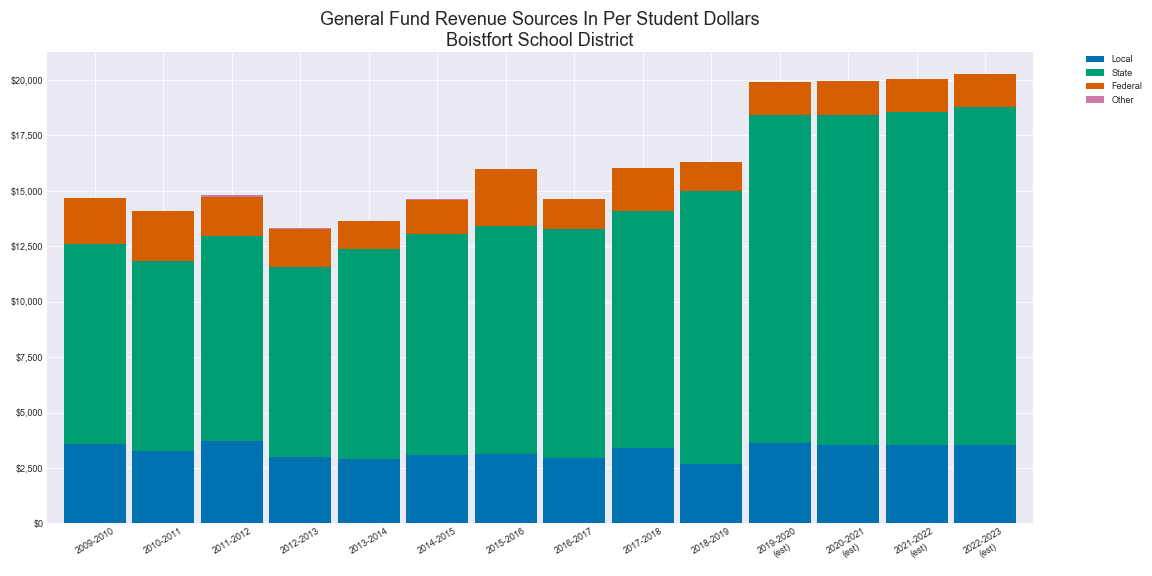 General Fund Revenue Sources In Per Student Dollars
Boistfort School District
Local
State
Federal
Other
$20,000
$17,500
$15,000
$12,500
$10,000
$7,500
$5,000
$2,500
$0
2009-2010
2010-2011
2011-2012
2012-2013
2013-2014
2014-2015
2015-2016
2016-2017
2017-2018
2018-2019
2019-2020
(est)
2020-2021
(est)
2021-2022
(est)
2022-2023
(est)